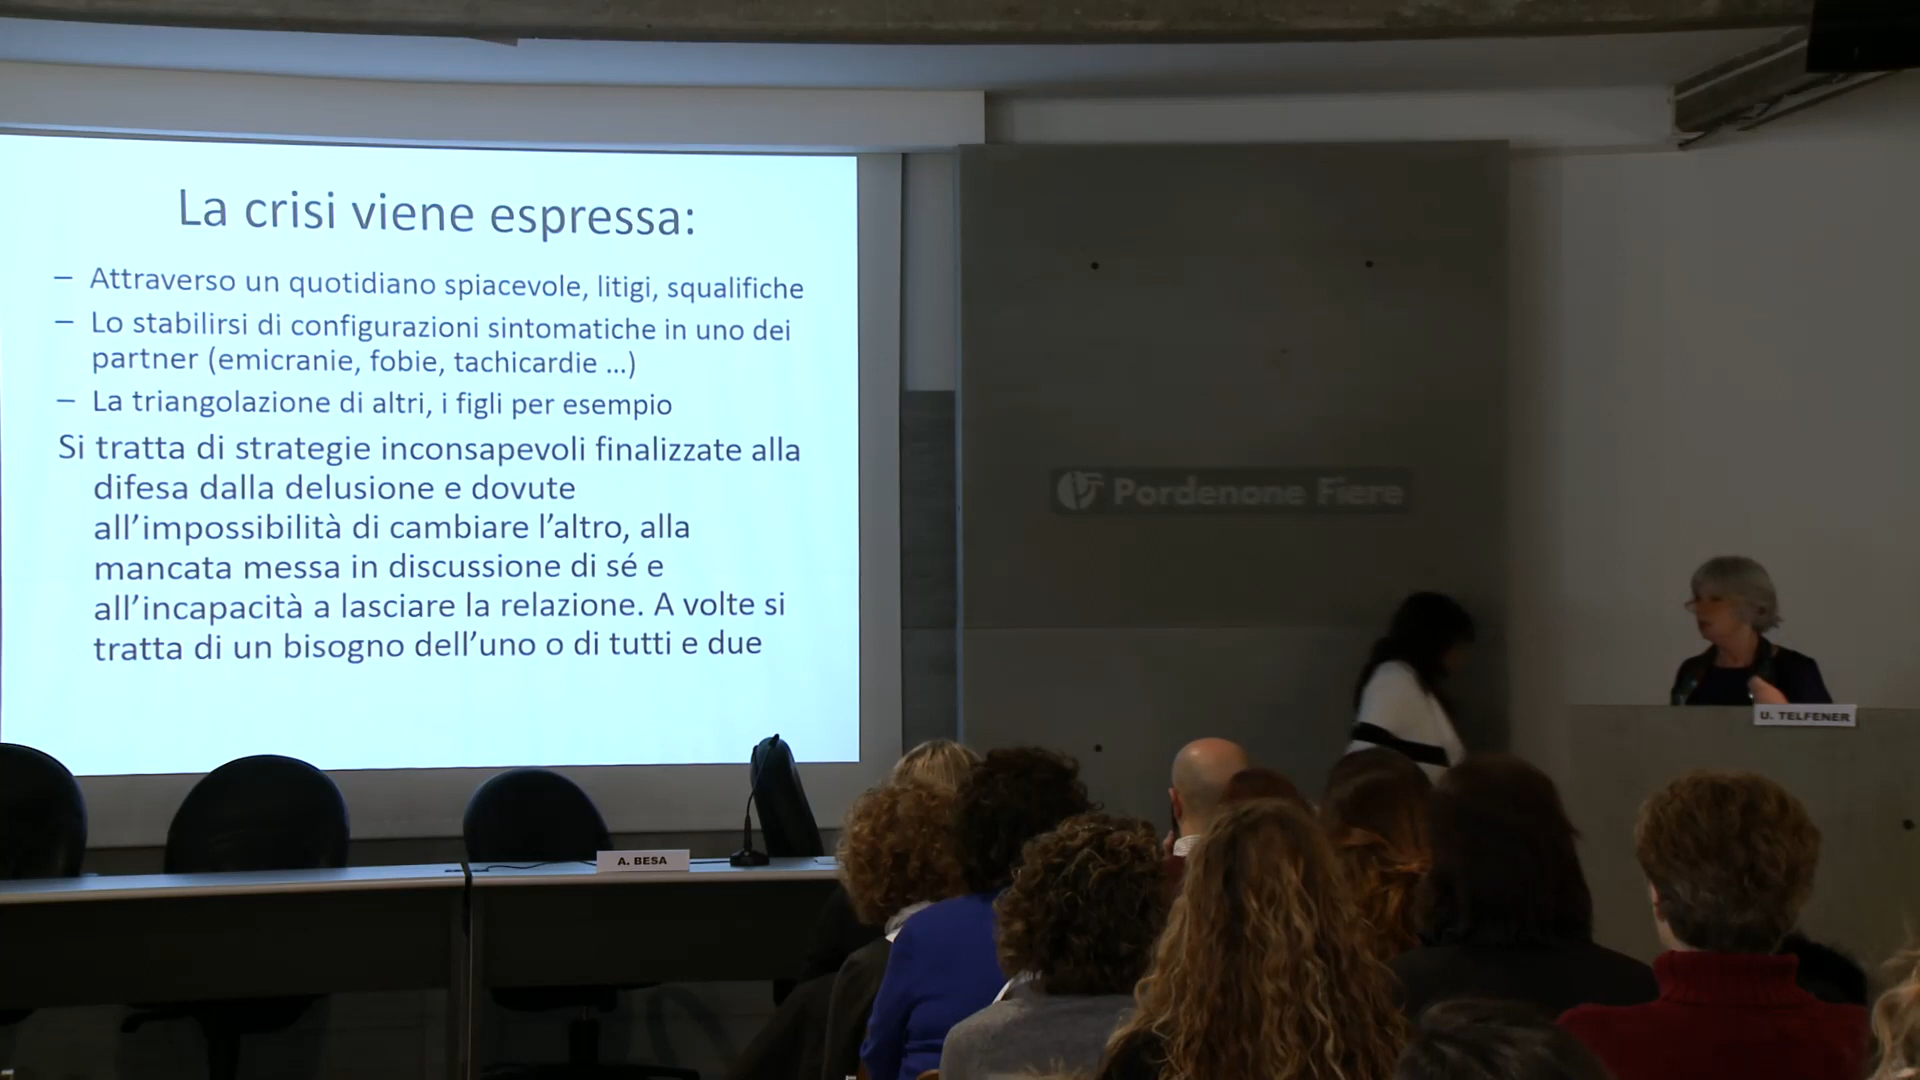 La crisi viene espressa:
– Attraverso un quotidiano spiacevole, litigi, squalifiche
– Lo stabilirsi di configurazioni sintomatiche in uno dei
partner (emicranie, fobie, tachicardie ...)
– La triangolazione di altri, i figli per esempio
Si tratta di strategie inconsapevoli finalizzate alla
difesa dalla delusione e dovute
all’impossibilità di cambiare l’altro, alla
mancata messa in discussione di sé e
all’incapacità a lasciare la relazione. A volte si
tratta di un bisogno dell’uno o di tutti e due
Pordenone Fiere
U. TELFENER
A. BESA